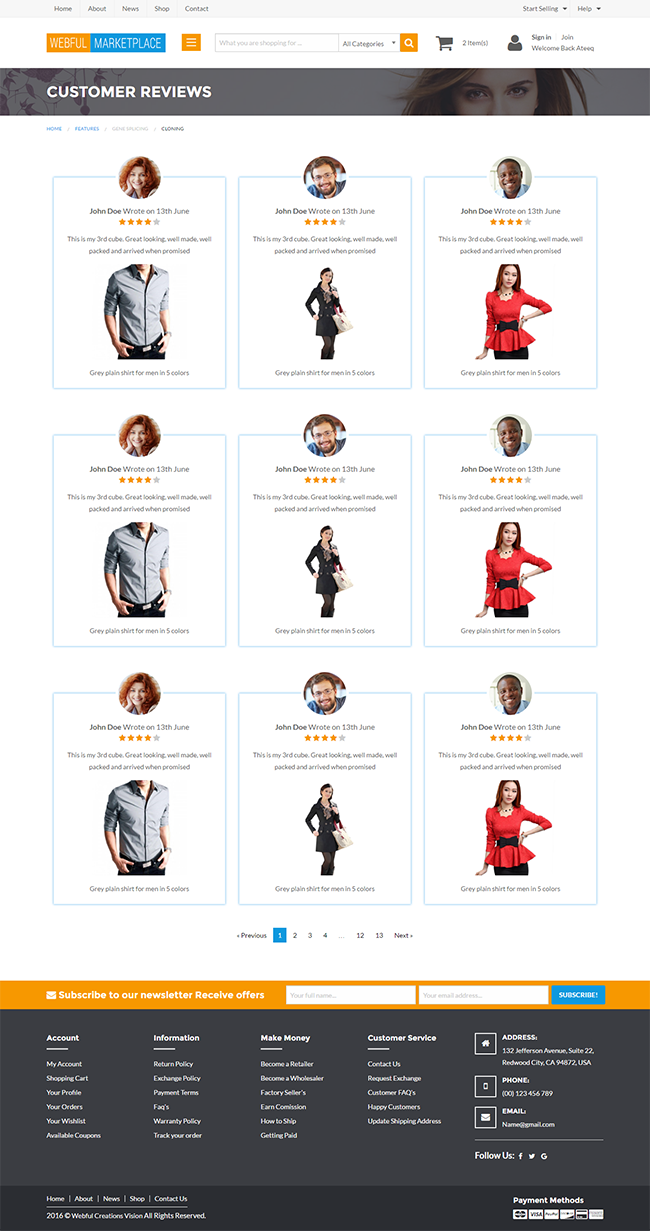 Home About News Shop Contact Start Selling Help
WEBFUL MARKETPLACE What you are shopping for ... All Categories 2 Item(s) Sign in Join
Welcome Back Ateeq
CUSTOMER REVIEWS
HOME > FEATURES > GENE SPLICING > CLONING
John Doe Wrote on 13th June
This is my 3rd cube. Great looking, well made, well
packed and arrived when promised
Grey plain shirt for men in 5 colors
John Doe Wrote on 13th June
This is my 3rd cube. Great looking, well made, well
packed and arrived when promised
Grey plain shirt for men in 5 colors
John Doe Wrote on 13th June
This is my 3rd cube. Great looking, well made, well
packed and arrived when promised
Grey plain shirt for men in 5 colors
John Doe Wrote on 13th June
This is my 3rd cube. Great looking, well made, well
packed and arrived when promised
Grey plain shirt for men in 5 colors
John Doe Wrote on 13th June
This is my 3rd cube. Great looking, well made, well
packed and arrived when promised
Grey plain shirt for men in 5 colors
John Doe Wrote on 13th June
This is my 3rd cube. Great looking, well made, well
packed and arrived when promised
Grey plain shirt for men in 5 colors
John Doe Wrote on 13th June
This is my 3rd cube. Great looking, well made, well
packed and arrived when promised
Grey plain shirt for men in 5 colors
John Doe Wrote on 13th June
This is my 3rd cube. Great looking, well made, well
packed and arrived when promised
Grey plain shirt for men in 5 colors
John Doe Wrote on 13th June
This is my 3rd cube. Great looking, well made, well
packed and arrived when promised
Grey plain shirt for men in 5 colors
« Previous 1 2 3 4 ... 12 13 Next »
Subscribe to our newsletter Receive offers Your full name... Your email address... SUBSCRIBE!
Account
My Account
Shopping Cart
Your Profile
Your Orders
Your Wishlist
Available Coupons
Information
Return Policy
Exchange Policy
Payment Terms
Faq's
Warranty Policy
Track your order
Make Money
Become a Retailer
Become a Wholesaler
Factory Seller's
Earn Comission
How to Ship
Getting Paid
Customer Service
Contact Us
Request Exchange
Customer FAQ's
Happy Customers
Update Shipping Address
ADDRESS:
132 Jefferson Avenue, Suite 22,
Redwood City, CA 94872, USA
PHONE:
(00) 123 456 789
EMAIL:
Name@gmail.com
Follow Us:
Home | About | News | Shop | Contact Us
2016 © Webful Creations Vision All Rights Reserved.
Payment Methods
VISA PayPal